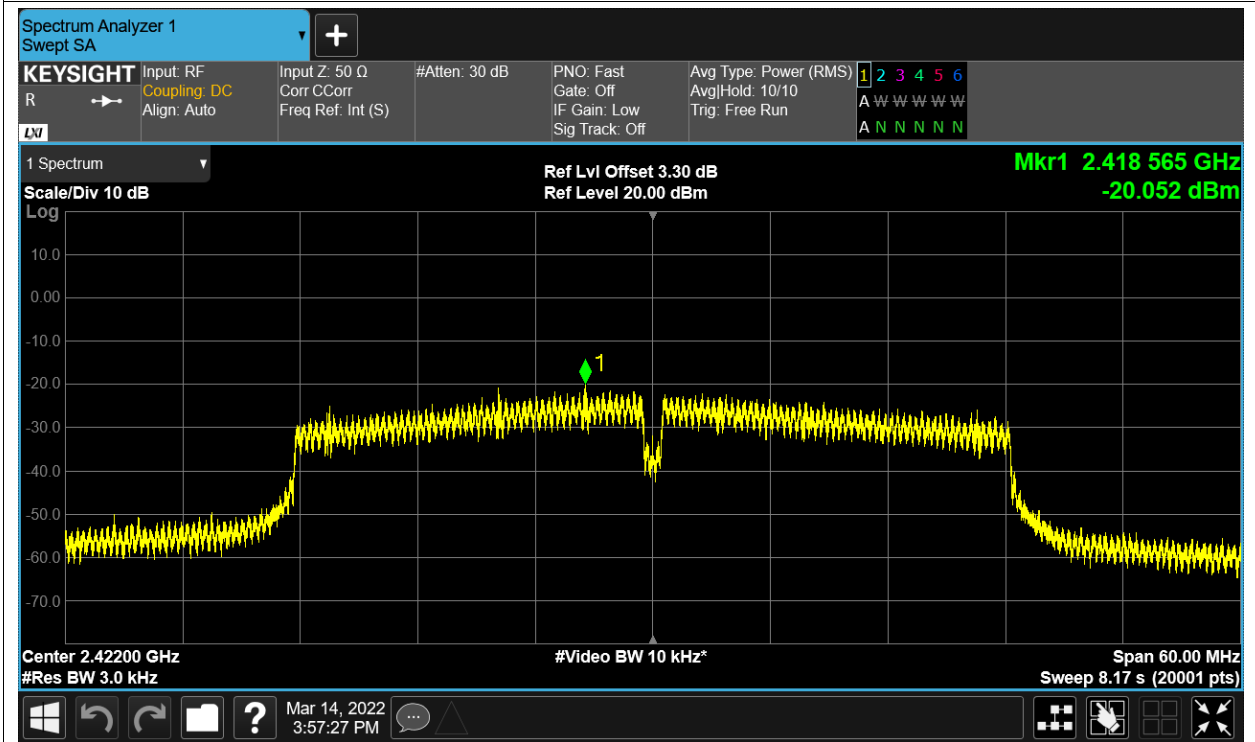 Spectrum Analyzer 1
Swept SA
+
KEYSIGHT
R
LXI
Input: RF
Coupling: DC
Align: Auto
Input Z: 50 Ω
Corr CCorr
Freq Ref: Int (S)
#Atten: 30 dB
PNO: Fast
Gate: Off
IF Gain: Low
Sig Track: Off
Avg Type: Power (RMS)
Avg|Hold: 10/10
Trig: Free Run
1 2 3 4 5 6
A W W W W W
A N N N N N
1 Spectrum
Scale/Div 10 dB
Log
Ref Lvl Offset 3.30 dB
Ref Level 20.00 dBm
Mkr1 2.418 565 GHz
-20.052 dBm
10.0
0.00
-10.0
1
-20.0
-30.0
-40.0
-50.0
-60.0
-70.0
Center 2.42200 GHz
#Res BW 3.0 kHz
#Video BW 10 kHz*
Span 60.00 MHz
Sweep 8.17 s (20001 pts)
?
Mar 14, 2022
3:57:27 PM